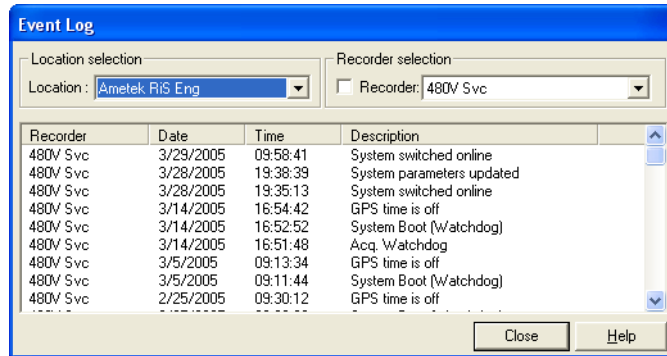 Event Log
Location selection
Recorder selection
Location : Ametek RiS Eng
Recorder: 480V Svc
Recorder Date Time Description
480V Svc 3/29/2005 09:58:41 System switched online
480V Svc 3/28/2005 19:38:39 System parameters updated
480V Svc 3/28/2005 19:35:13 System switched online
480V Svc 3/14/2005 16:54:42 GPS time is off
480V Svc 3/14/2005 16:52:52 System Boot (Watchdog)
480V Svc 3/14/2005 16:51:48 Acq. Watchdog
480V Svc 3/5/2005 09:13:34 GPS time is off
480V Svc 3/5/2005 09:11:44 System Boot (Watchdog)
480V Svc 2/25/2005 09:30:12 GPS time is off
Close Help